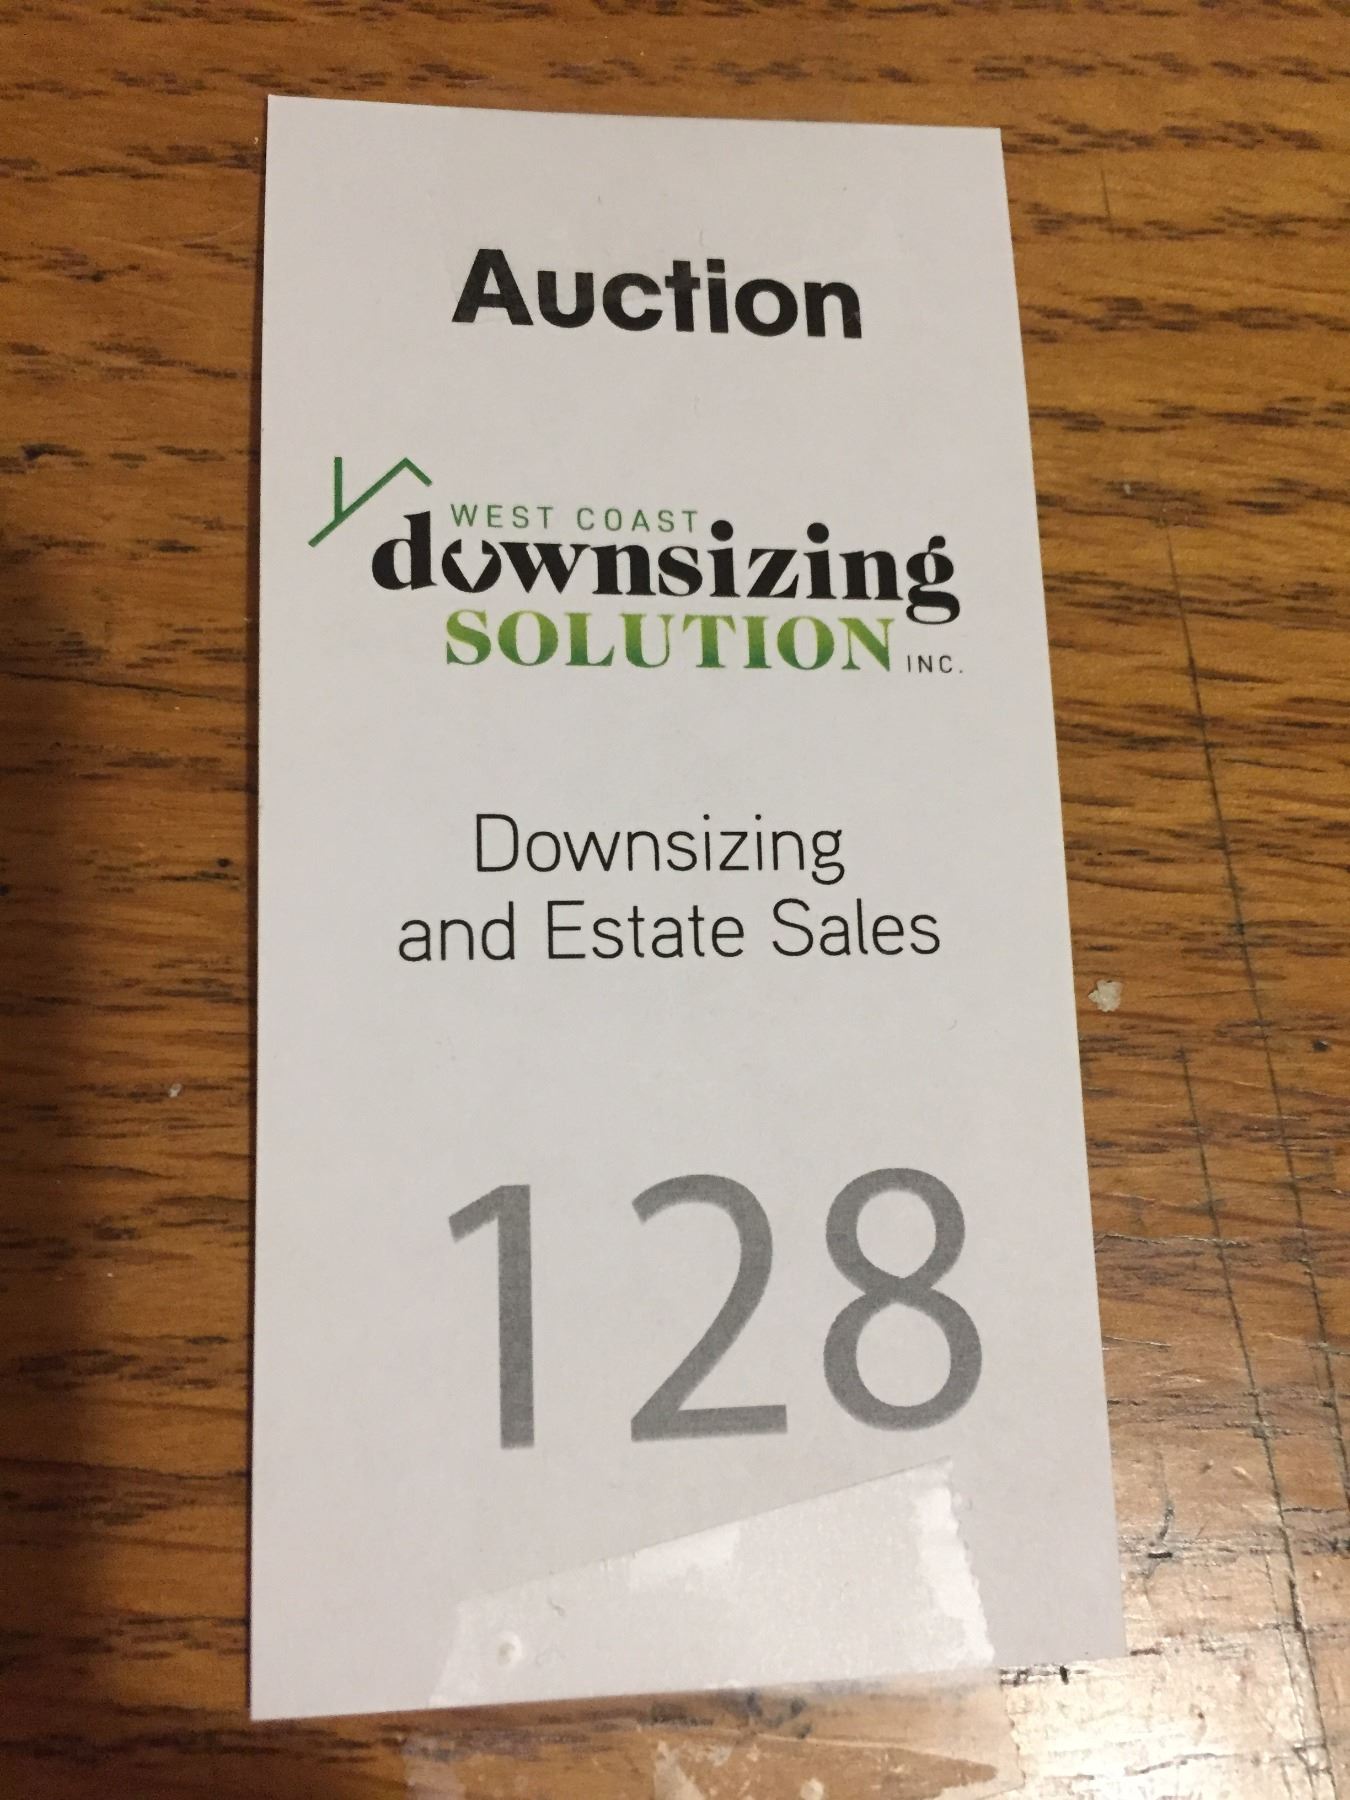 Auction
WEST COAST
downsizing
SOLUTION INC.
Downsizing
and Estate Sales
128